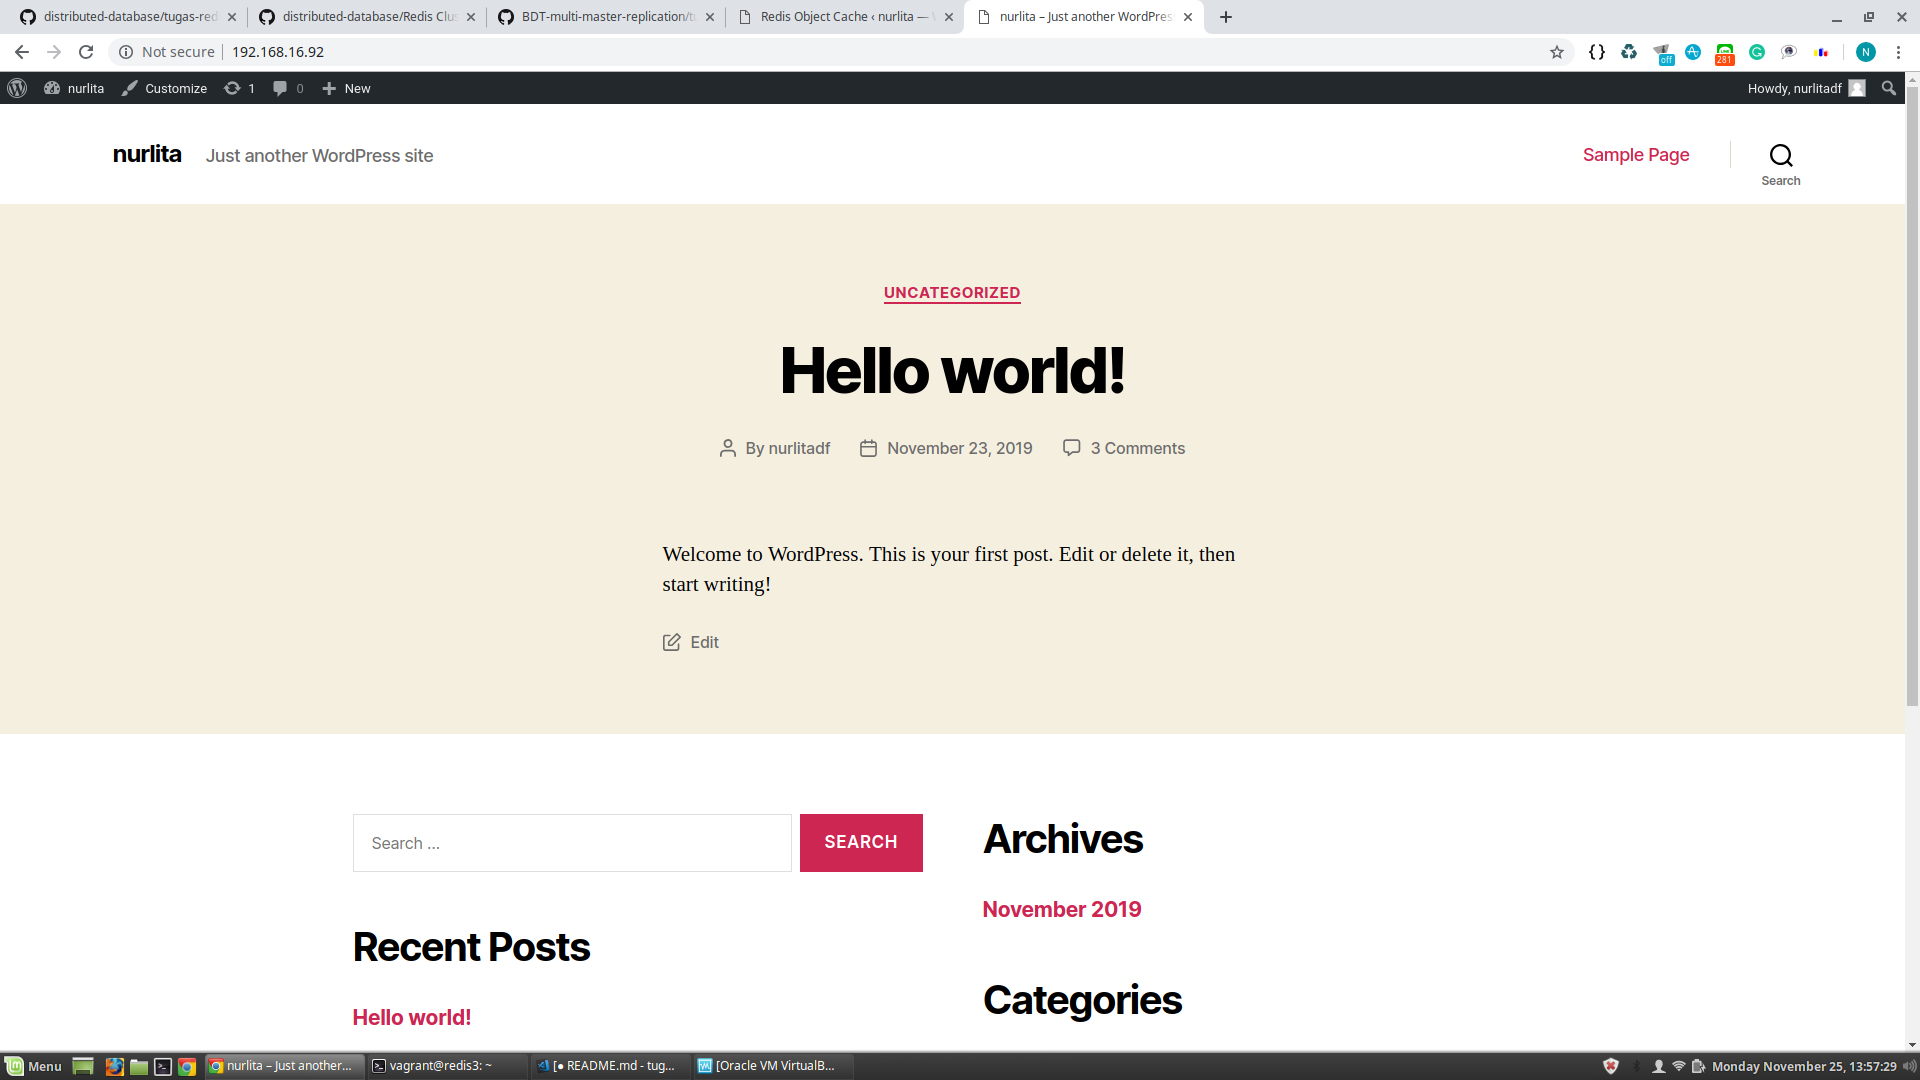 distributed-database/tugas-red
distributed-database/Redis Clu
BDT-multi-master-replication/tu
Redis Object Cache ‹ nurlita — W
nurlita – Just another WordPres
Not secure
192.168.16.92
off
281
N
nurlita
Customize
1
0
New
Howdy, nurlitadf
nurlita
Just another WordPress site
Sample Page
Search
UNCATEGORIZED
Hello world!
By nurlitadf
November 23, 2019
3 Comments
Welcome to WordPress. This is your first post. Edit or delete it, then
start writing!
Edit
Search …
SEARCH
Archives
November 2019
Recent Posts
Hello world!
Categories
Menu
nurlita – Just another...
vagrant@redis3: ~
[● README.md - tug...
[Oracle VM VirtualB...
Monday November 25, 13:57:29